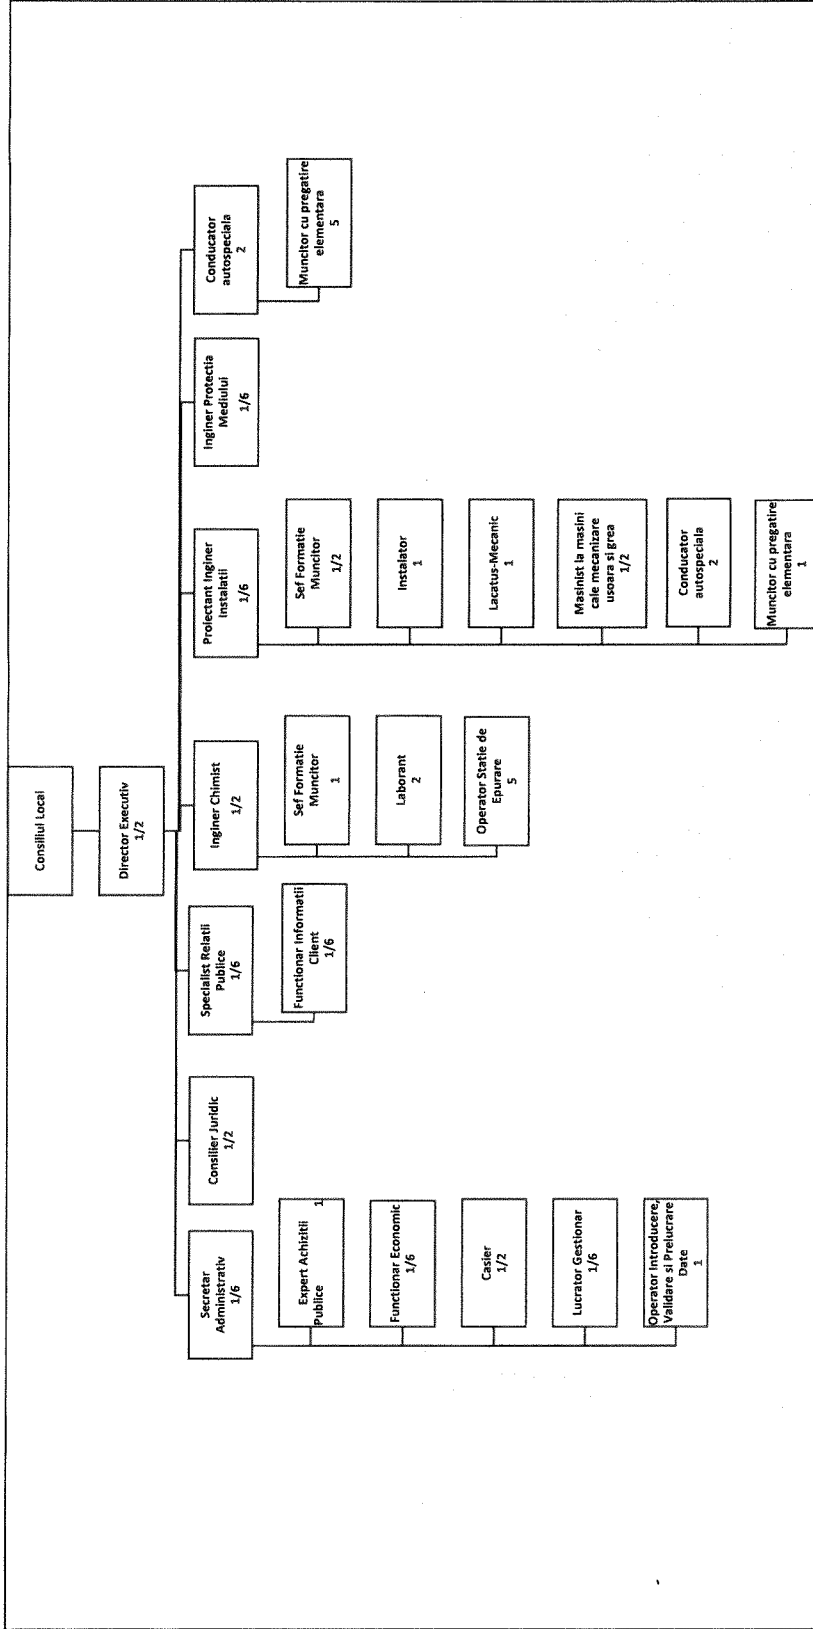 Consiliul Local
Director Executiv
1/2
Secretar
Administrativ
1/6
Expert Achizitii
Publice
1
Functionar Economic
1/6
Casier
1/2
Lucrator Gestionar
1/6
Operator Introducere,
Validare si Prelucrare
Date
1
Consilier Juridic
1/2
Specialist Relatii
Publice
1/6
Functionar Informatii
Client
1/6
Inginer Chimist
1/2
Sef Formatie
Muncitor
1
Laborant
2
Operator Statie de
Epurare
5
Proiectant Inginer
Instalatii
1/6
Sef Formatie
Muncitor
1/2
Instalator
1
Lacatus-Mecanic
1
Masinist la masini
cale mecanizare
usoara si grea
1/2
Conducator
autospeciala
2
Muncitor cu pregatire
elementara
1
Inginer Protectia
Mediului
1/6
Conducator
autospeciala
2
Muncitor cu pregatire
elementara
5